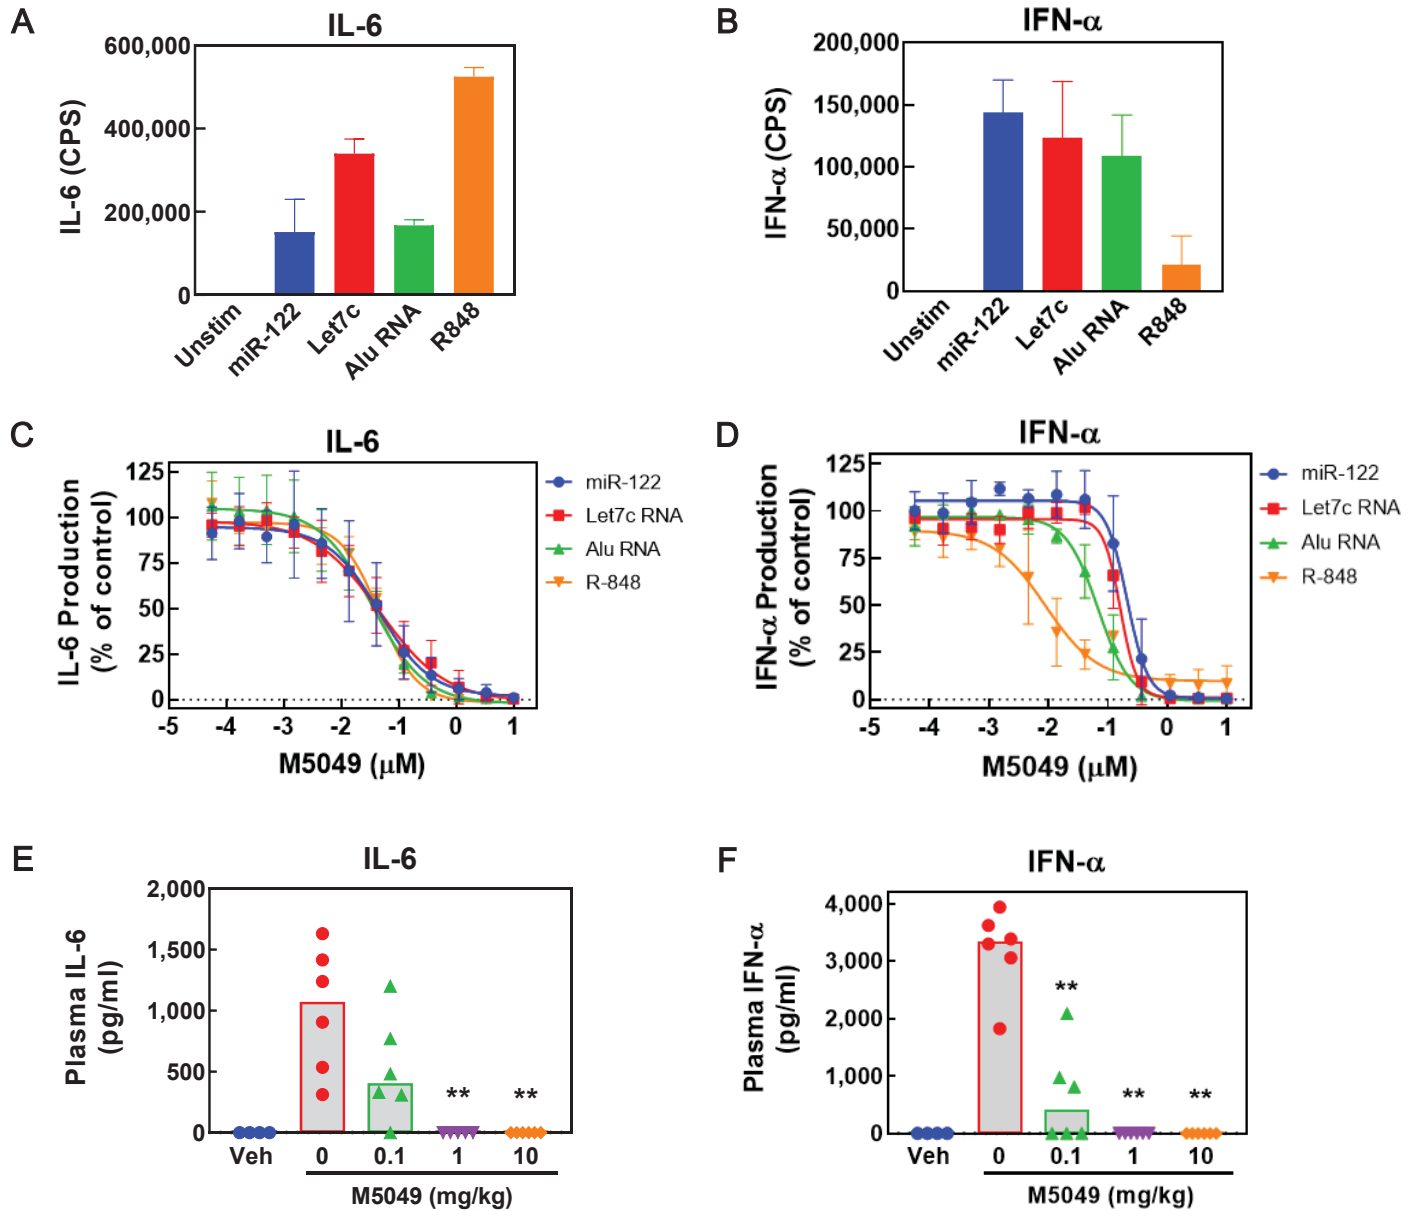 A
IL-6
IL-6 (CPS)
600,000
400,000
200,000
0
Unstim
miR-122
Let7c
Alu RNA
R848
B
IFN-α
IFN-α (CPS)
200,000
150,000
100,000
50,000
0
Unstim
miR-122
Let7c
Alu RNA
R848
C
IL-6
IL-6 Production
(% of control)
125
100
75
50
25
0
-5 -4 -3 -2 -1 0 1
M5049 (μM)
miR-122
Let7c RNA
Alu RNA
R-848
D
IFN-α
IFN-α Production
(% of control)
125
100
75
50
25
0
-5 -4 -3 -2 -1 0 1
M5049 (μM)
miR-122
Let7c RNA
Alu RNA
R-848
E
IL-6
Plasma IL-6
(pg/ml)
2,000
1,500
1,000
500
0
** **
Veh 0 0.1 1 10
M5049 (mg/kg)
F
IFN-α
Plasma IFN-α
(pg/ml)
4,000
3,000
2,000
1,000
0
** ** **
Veh 0 0.1 1 10
M5049 (mg/kg)